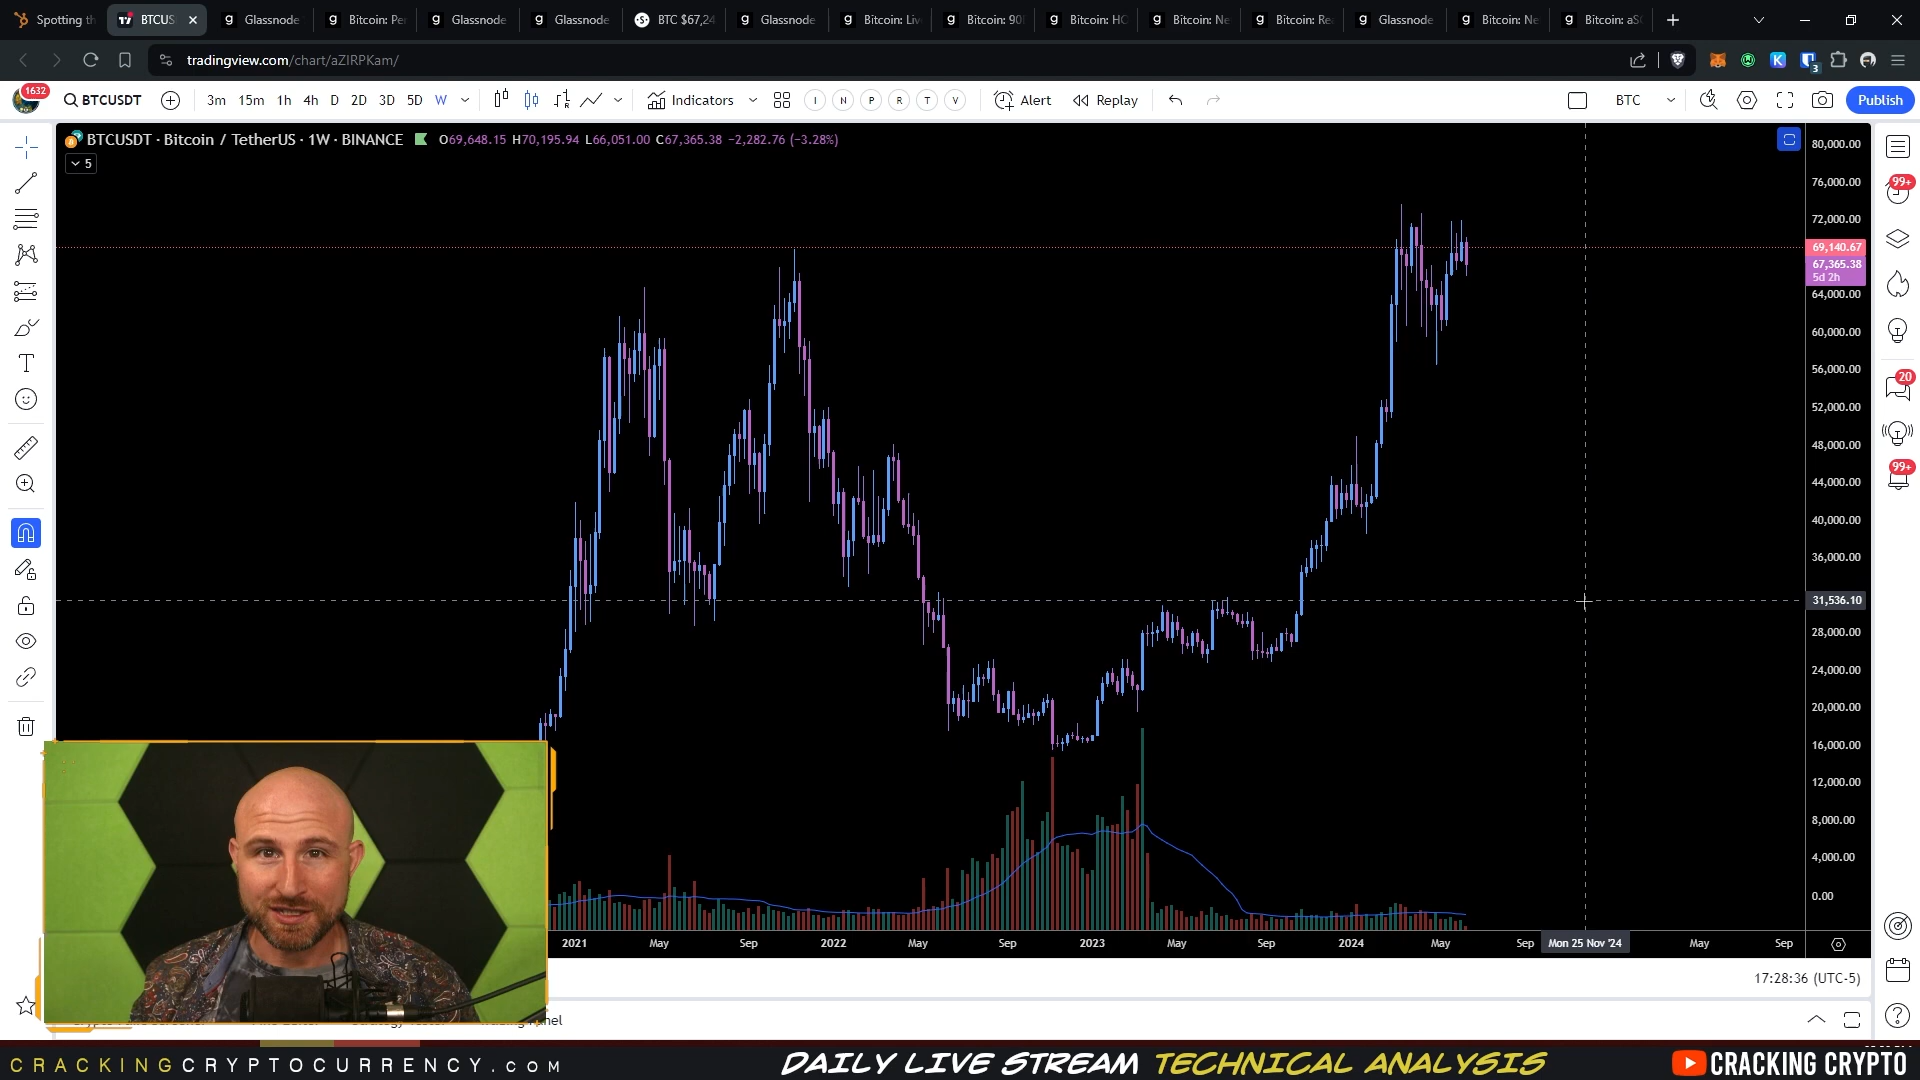 Spotting th
BTCUS
Glassnode
Bitcoin: Pe
Glassnode
Glassnode
BTC $67,24
Glassnode
Bitcoin: Liv
Bitcoin: 90
Bitcoin: HO
Bitcoin: Ne
Bitcoin: Rea
Glassnode
Bitcoin: Ne
Bitcoin: aSO
tradingview.com/chart/aZIRPKam/
1632
BTCUSDT
3m 15m 1h 4h D 2D 3D 5D W
Indicators
I N P R T V
Alert
Replay
BTC
Publish
BTCUSDT · Bitcoin / TetherUS · 1W · BINANCE O69,648.15 H70,195.94 L66,051.00 C67,365.38 −2,282.76 (−3.28%)
5
80,000.00
76,000.00
72,000.00
69,140.67
67,365.38
5d 2h
64,000.00
60,000.00
56,000.00
52,000.00
48,000.00
44,000.00
40,000.00
36,000.00
31,536.10
28,000.00
24,000.00
20,000.00
16,000.00
12,000.00
8,000.00
4,000.00
0.00
99+
20
99+
2021 May Sep 2022 May Sep 2023 May Sep 2024 May Sep Mon 25 Nov '24 May Sep
17:28:36 (UTC-5)
CRACKINGCRYPTOCURRENCY.COM
DAILY LIVE STREAM TECHNICAL ANALYSIS
CRACKING CRYPTO